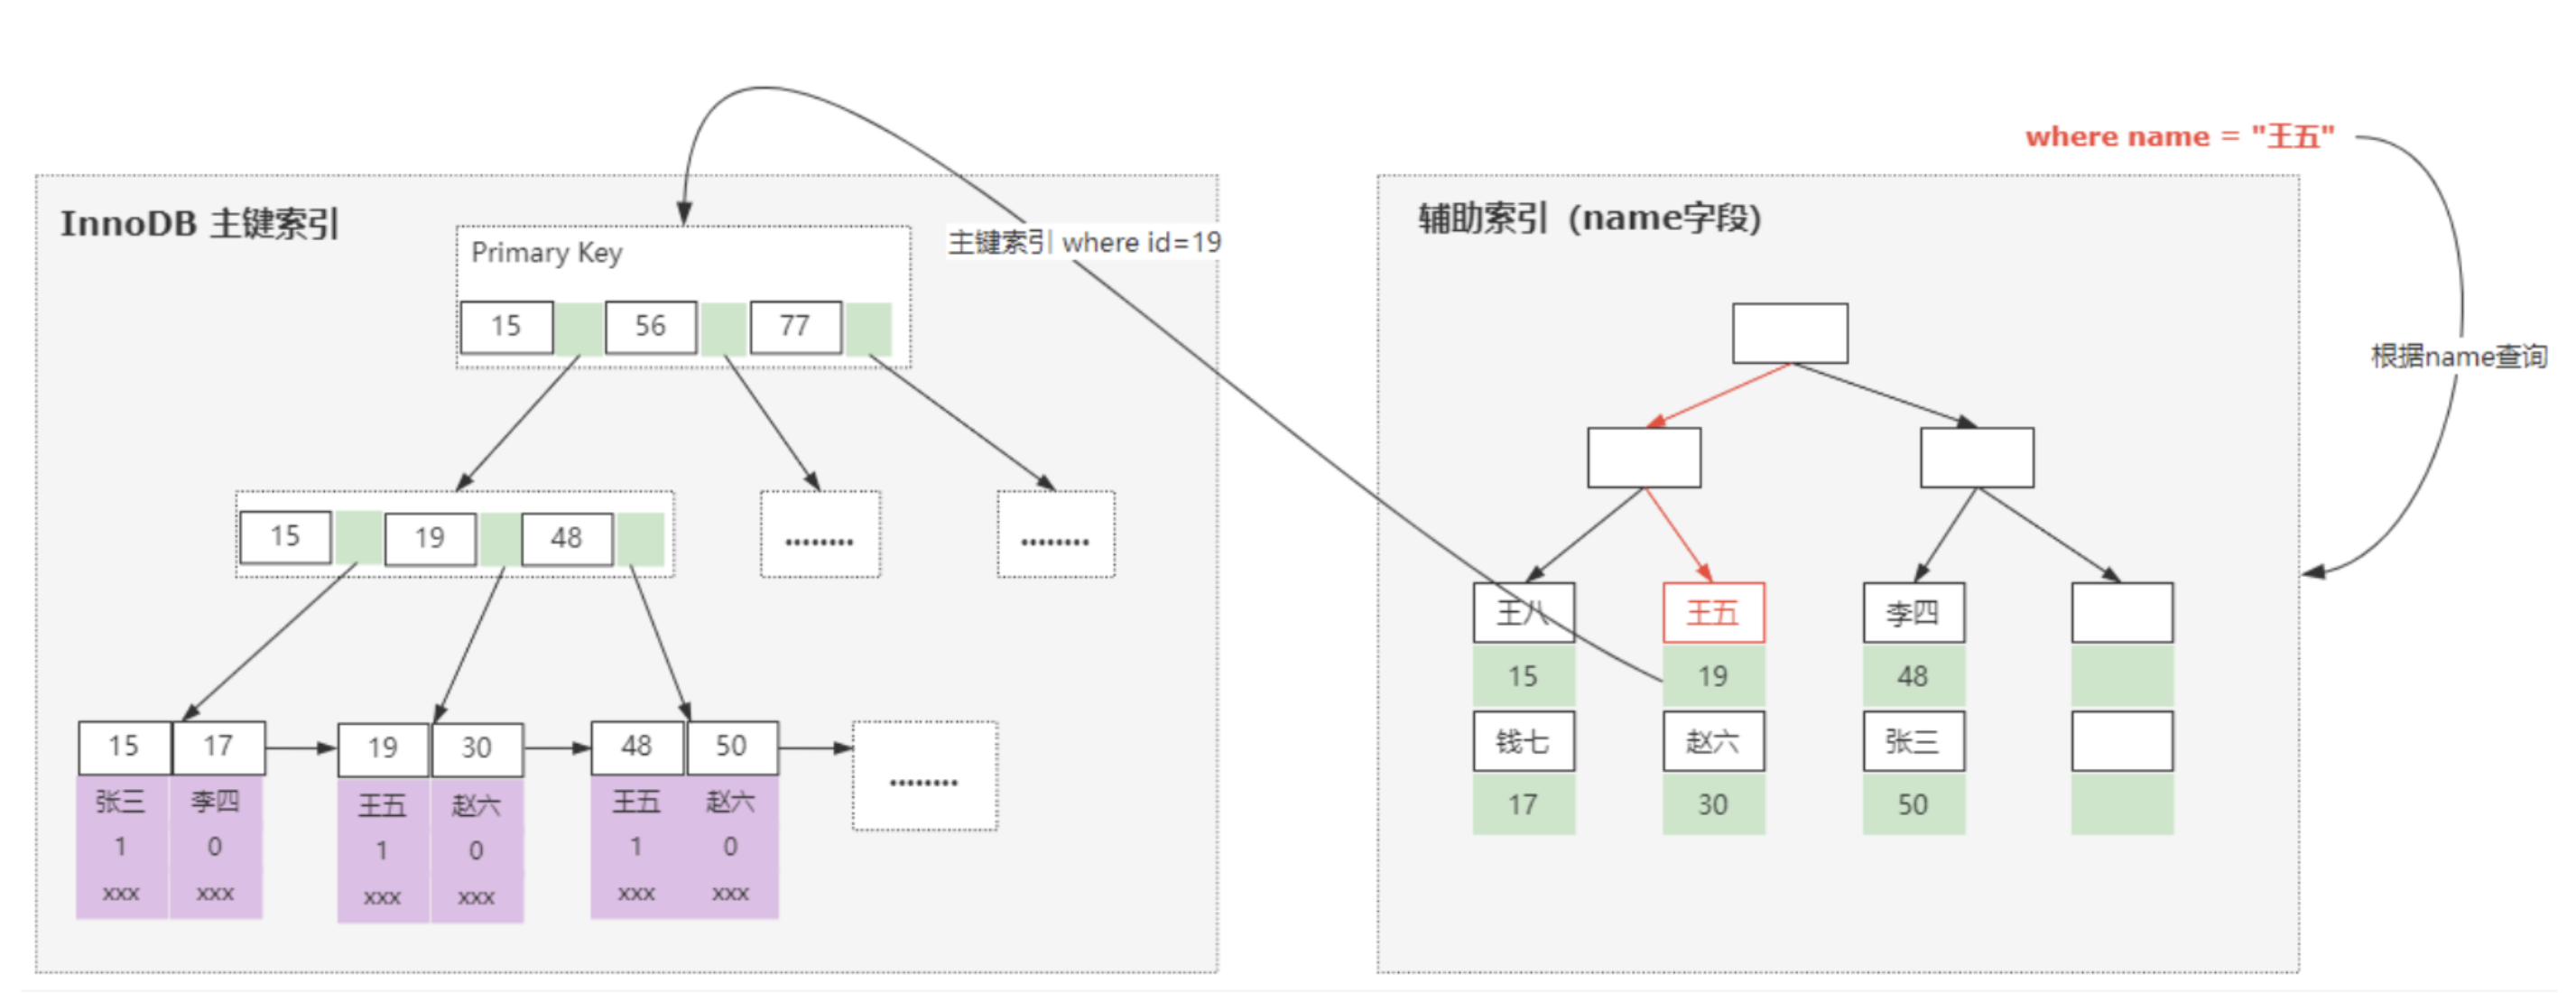 where name = "王五"
InnoDB 主键索引
主键索引 where id=19
辅助索引 (name字段)
Primary Key
15 56 77
根据name查询
15 19 48
........ ........
王八 王五 李四
15 19 48
钱七 赵六 张三
17 30 50
15 17 19 30 48 50
........
张三 李四 王五 赵六 王五 赵六
1 0 1 0 1 0
xxx xxx xxx xxx xxx xxx